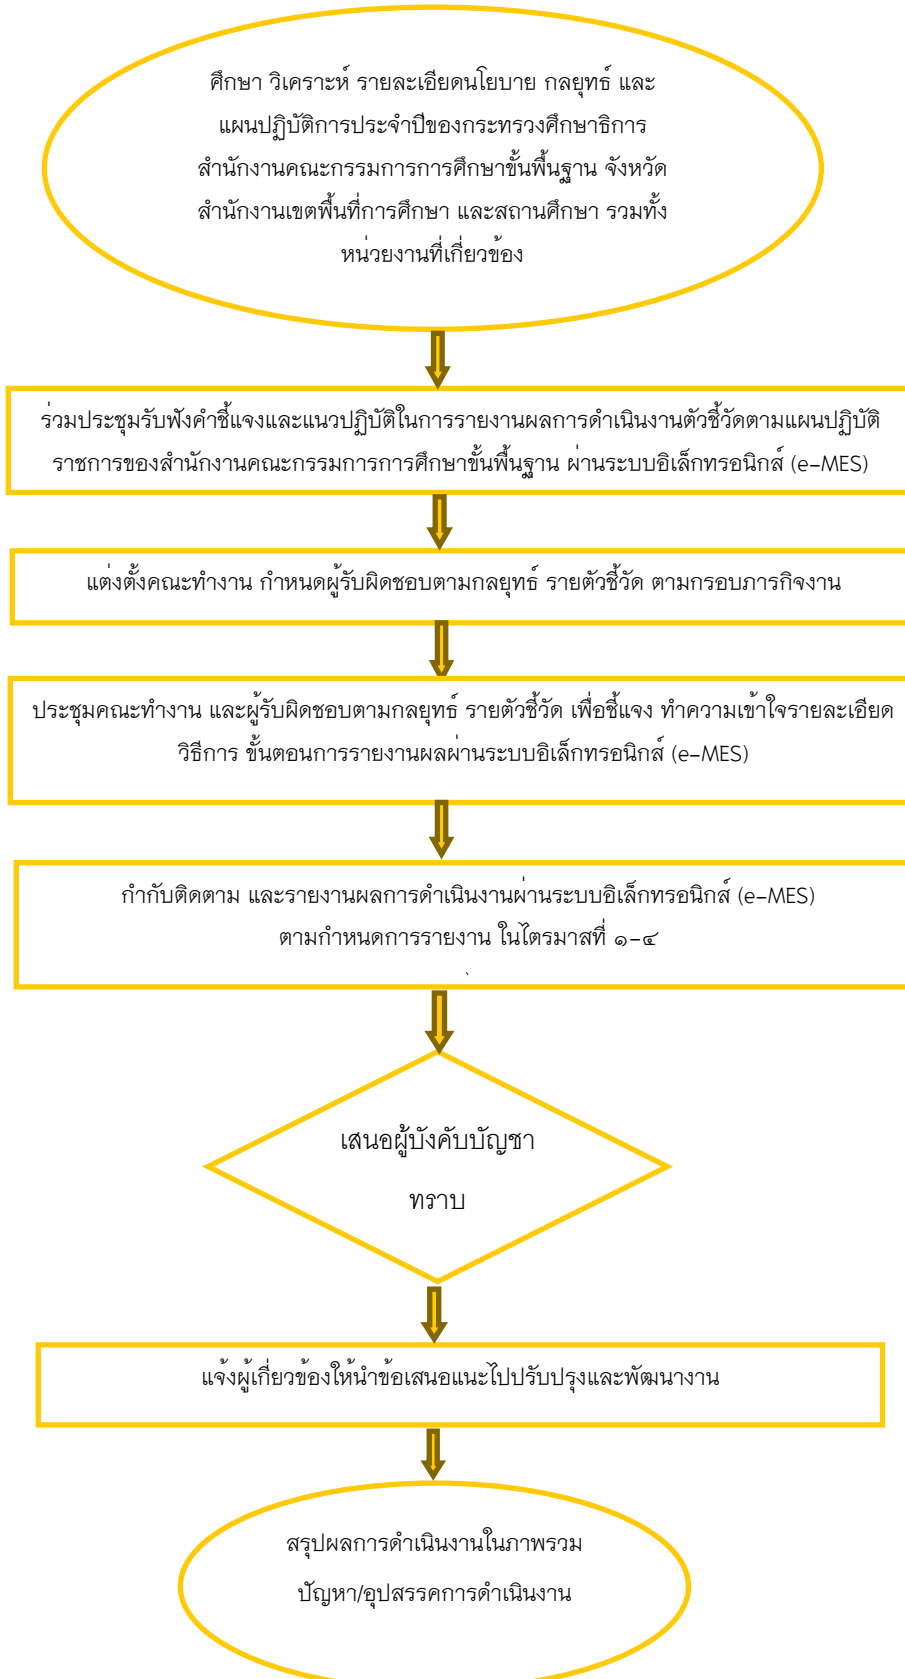 ศึกษา วิเคราะห์ รายละเอียดนโยบาย กลยุทธ์ และ
แผนปฏิบัติการประจำปีของกระทรวงศึกษาธิการ
สำนักงานคณะกรรมการการศึกษาขั้นพื้นฐาน จังหวัด
สำนักงานเขตพื้นที่การศึกษา และสถานศึกษา รวมทั้ง
หน่วยงานที่เกี่ยวข้อง
ร่วมประชุมรับฟังคำชี้แจงและแนวปฏิบัติในการรายงานผลการดำเนินงานตัวชี้วัดตามแผนปฏิบัติ
ราชการของสำนักงานคณะกรรมการการศึกษาขั้นพื้นฐาน ผ่านระบบอิเล็กทรอนิกส์ (e-MES)
แต่งตั้งคณะทำงาน กำหนดผู้รับผิดชอบตามกลยุทธ์ รายตัวชี้วัด ตามกรอบภารกิจงาน
ประชุมคณะทำงาน และผู้รับผิดชอบตามกลยุทธ์ รายตัวชี้วัด เพื่อชี้แจง ทำความเข้าใจรายละเอียด
วิธีการ ขั้นตอนการรายงานผลผ่านระบบอิเล็กทรอนิกส์ (e-MES)
กำกับติดตาม และรายงานผลการดำเนินงานผ่านระบบอิเล็กทรอนิกส์ (e-MES)
ตามกำหนดการรายงาน ในไตรมาสที่ ๑-๔
เสนอผู้บังคับบัญชา
ทราบ
แจ้งผู้เกี่ยวข้องให้นำข้อเสนอแนะไปปรับปรุงและพัฒนางาน
สรุปผลการดำเนินงานในภาพรวม
ปัญหา/อุปสรรคการดำเนินงาน